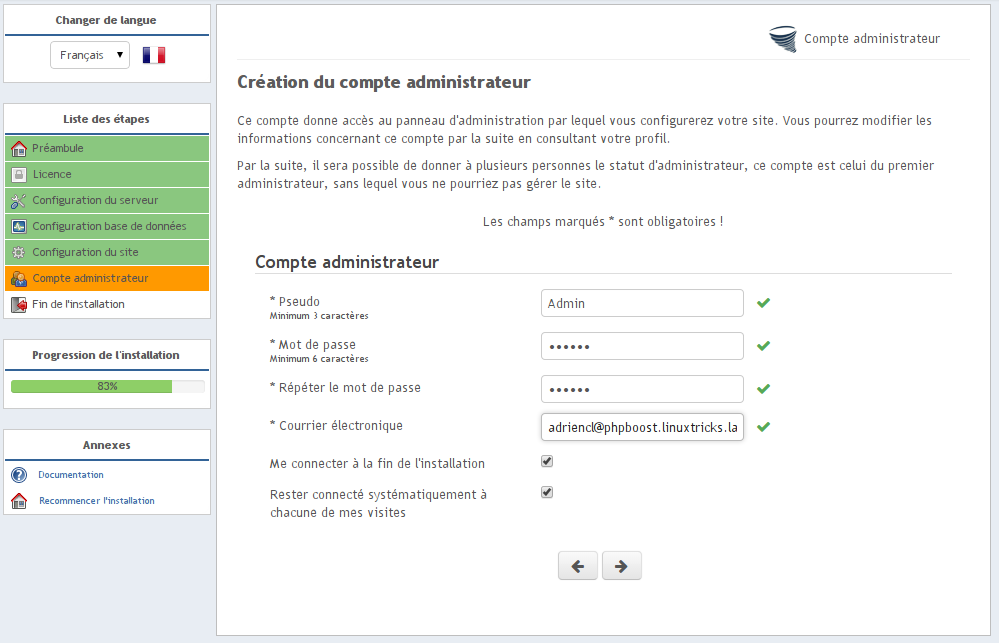 Changer de langue
Français
Liste des étapes
Préambule
Licence
Configuration du serveur
Configuration base de données
Configuration du site
Compte administrateur
Fin de l'installation
Progression de l'installation
83%
Annexes
Documentation
Recommencer l'installation
Compte administrateur
Création du compte administrateur
Ce compte donne accès au panneau d'administration par lequel vous configurerez votre site. Vous pourrez modifier les
informations concernant ce compte par la suite en consultant votre profil.
Par la suite, il sera possible de donner à plusieurs personnes le statut d'administrateur, ce compte est celui du premier
administrateur, sans lequel vous ne pourriez pas gérer le site.
Les champs marqués * sont obligatoires !
Compte administrateur
* Pseudo
Minimum 3 caractères
Admin
* Mot de passe
Minimum 6 caractères
••••••
* Répéter le mot de passe
••••••
* Courrier électronique
adriencl@phpboost.linuxtricks.la
Me connecter à la fin de l'installation
Rester connecté systématiquement à
chacune de mes visites